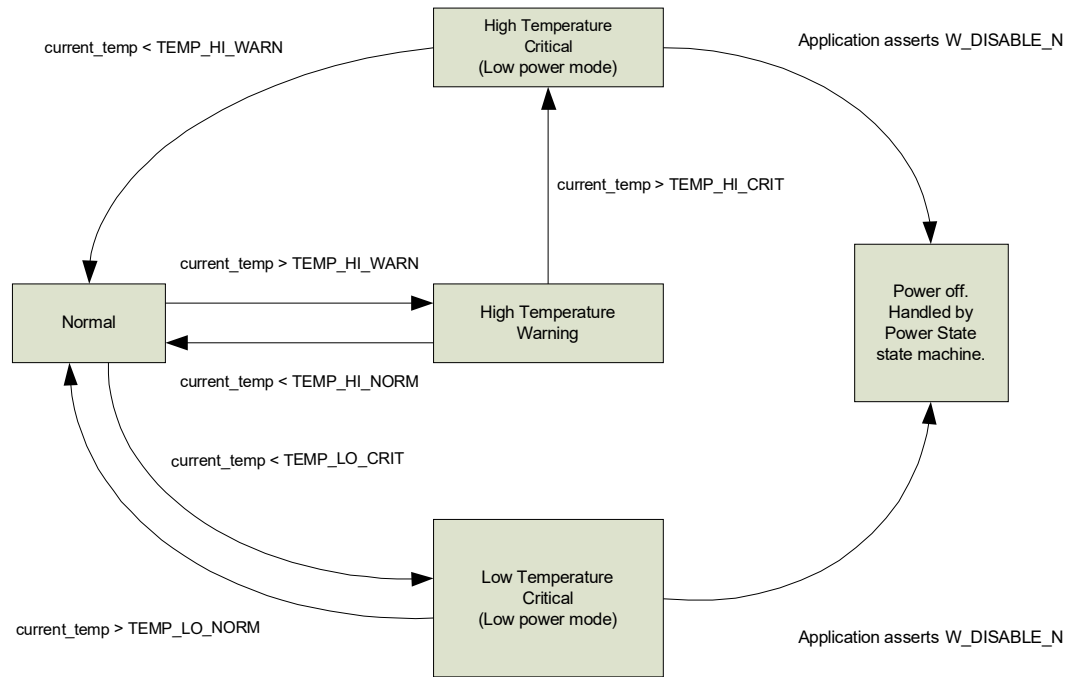 High Temperature
Critical
(Low power mode)
current_temp < TEMP_HI_WARN
Application asserts W_DISABLE_N
current_temp > TEMP_HI_CRIT
current_temp > TEMP_HI_WARN
Normal
High Temperature
Warning
Power off.
Handled by
Power State
state machine.
current_temp < TEMP_HI_NORM
current_temp < TEMP_LO_CRIT
Low Temperature
Critical
(Low power mode)
current_temp > TEMP_LO_NORM
Application asserts W_DISABLE_N